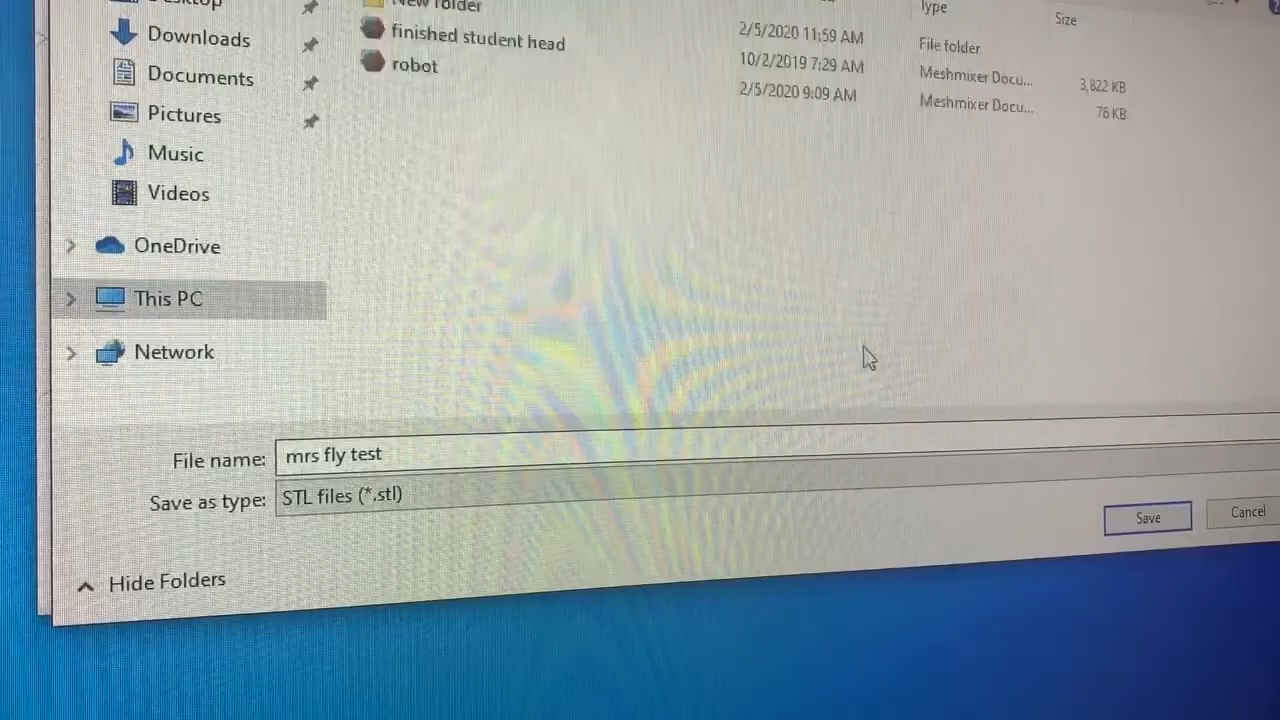 Desktop
New folder
Type
Size
Downloads
finished student head
2/5/2020 11:59 AM
File folder
Documents
robot
10/2/2019 7:29 AM
Meshmixer Docu...
3,822 KB
2/5/2020 9:09 AM
Meshmixer Docu...
76 KB
Pictures
Music
Videos
OneDrive
This PC
Network
File name: mrs fly test
Save as type: STL files (*.stl)
Save
Cancel
Hide Folders